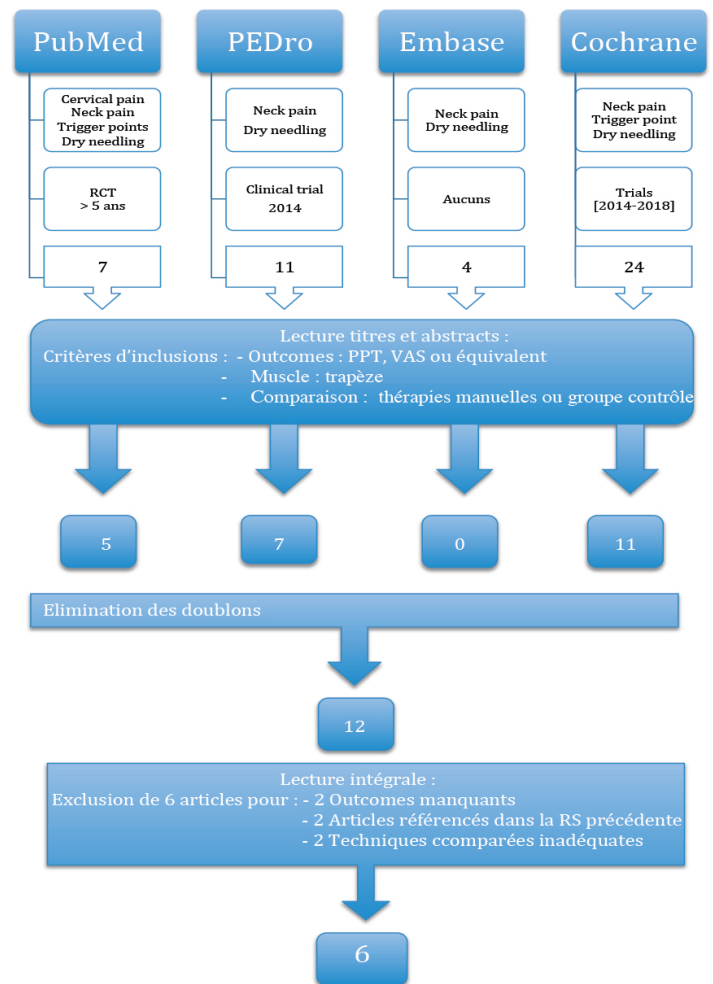 PubMed
PEDro
Embase
Cochrane
Cervical pain
Neck pain
Trigger points
Dry needling
Neck pain
Dry needling
Neck pain
Dry needling
Neck pain
Trigger point
Dry needling
RCT
> 5 ans
Clinical trial
2014
Aucuns
Trials
[2014-2018]
7
11
4
24
Lecture titres et abstracts :
Critères d’inclusions : - Outcomes : PPT, VAS ou équivalent
- Muscle : trapèze
- Comparaison : thérapies manuelles ou groupe contrôle
5
7
0
11
Elimination des doublons
12
Lecture intégrale :
Exclusion de 6 articles pour : - 2 Outcomes manquants
- 2 Articles référencés dans la RS précédente
- 2 Techniques ccomparées inadéquates
6